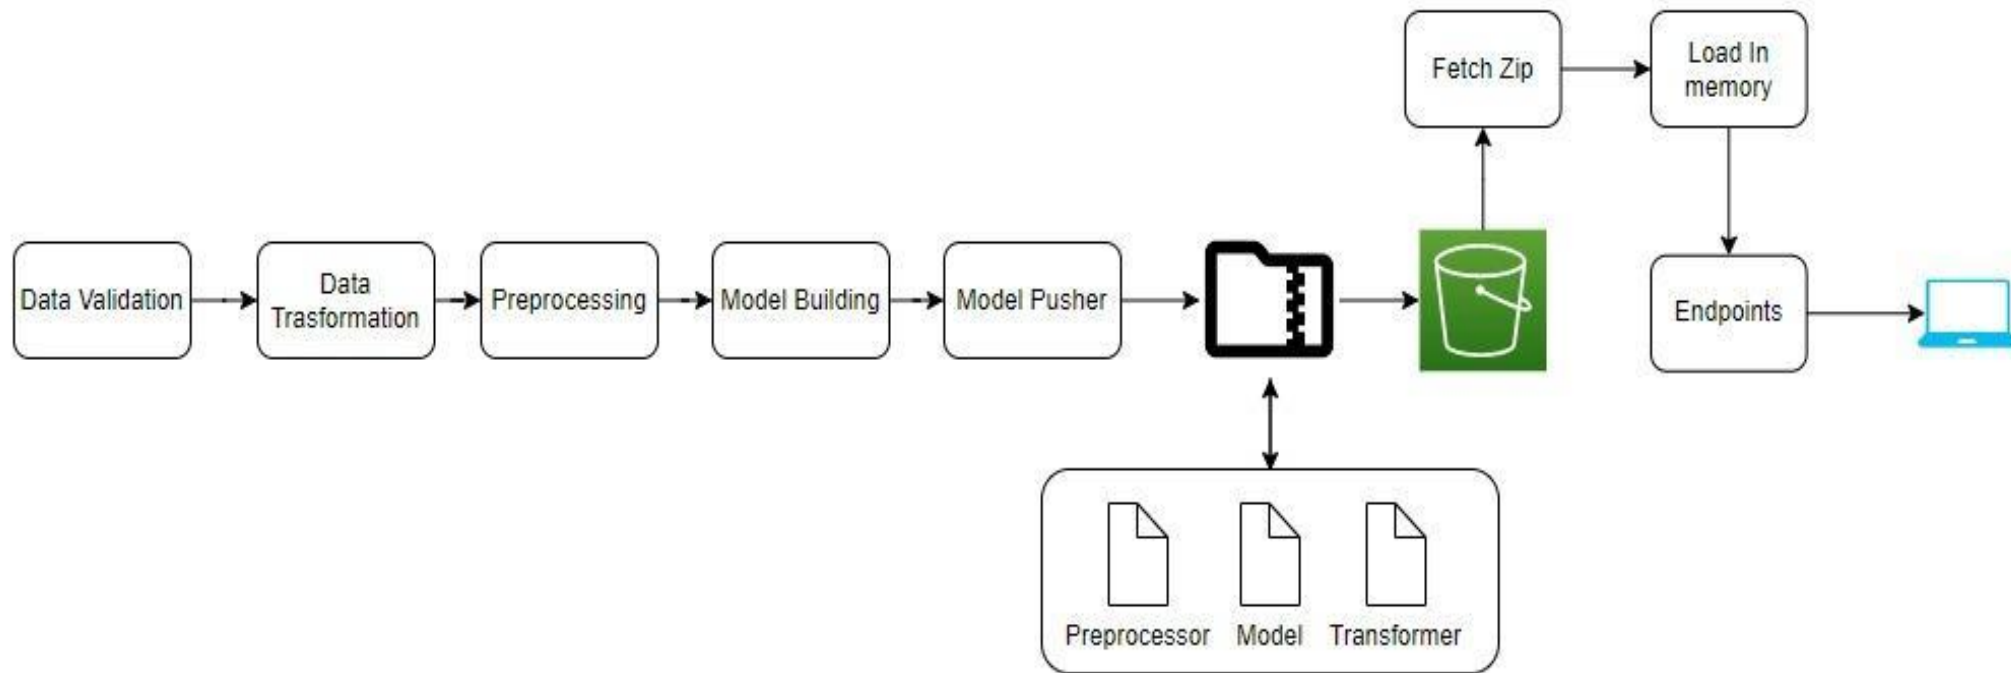 Fetch Zip
Load In
memory
Data Validation
Data
Trasformation
Preprocessing
Model Building
Model Pusher
Endpoints
Preprocessor
Model
Transformer